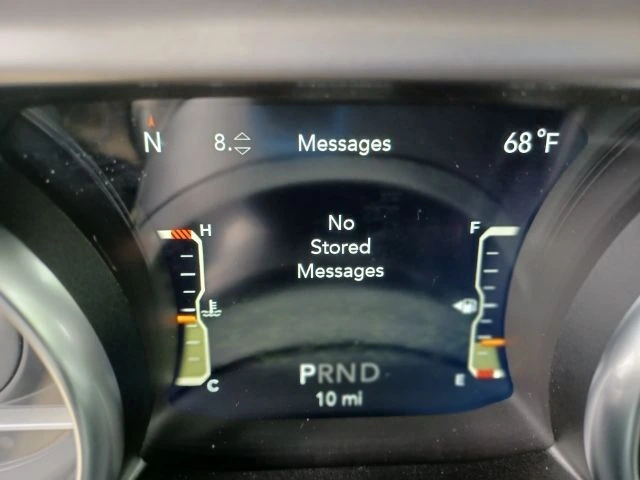 N 8. Messages 68°F
H F
No
Stored
Messages
C E
PRND
10 mi